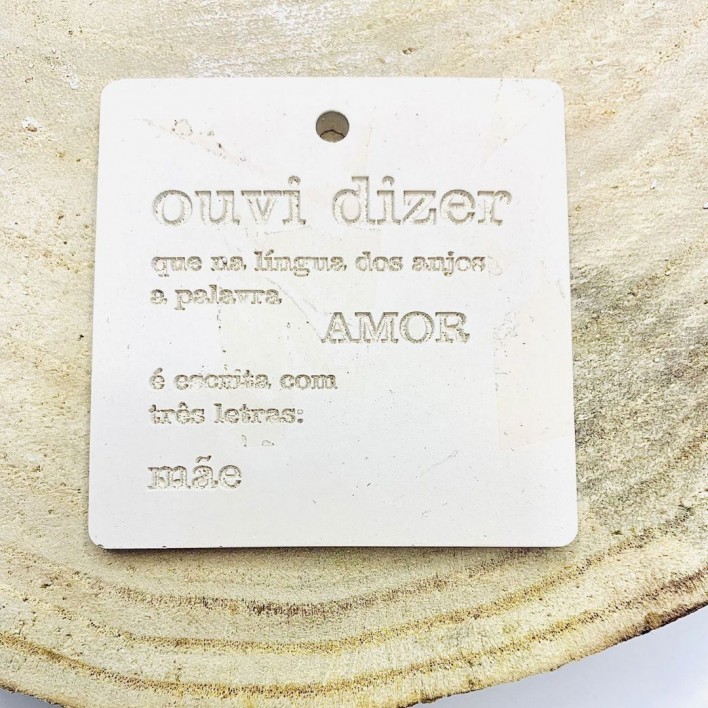 ouvi dizer
que na língua dos anjos
a palavra
AMOR
é escrita com
três letras:
mãe